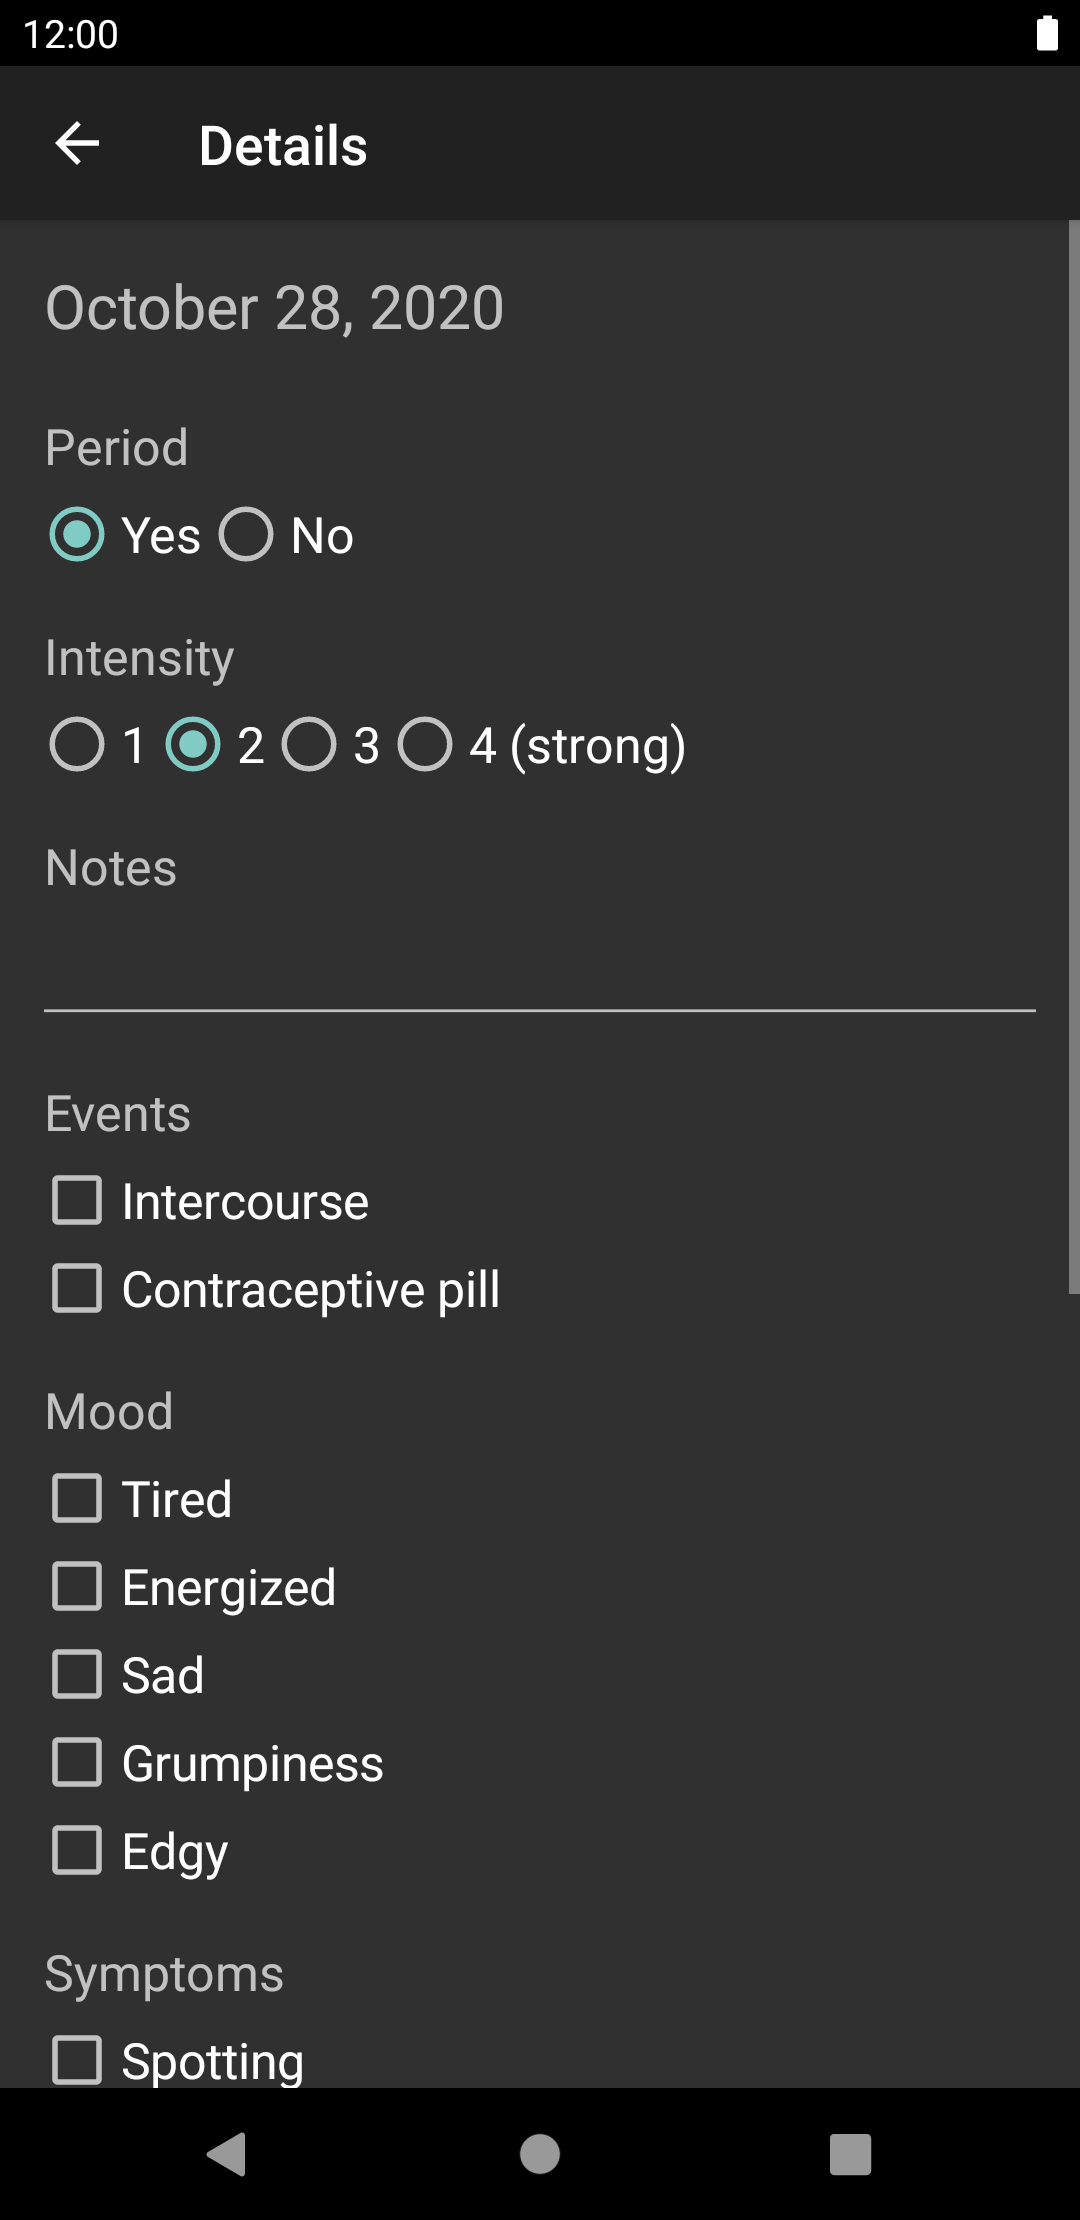 12:00
Details
October 28, 2020
Period
Yes No
Intensity
1 2 3 4 (strong)
Notes
Events
Intercourse
Contraceptive pill
Mood
Tired
Energized
Sad
Grumpiness
Edgy
Symptoms
Spotting